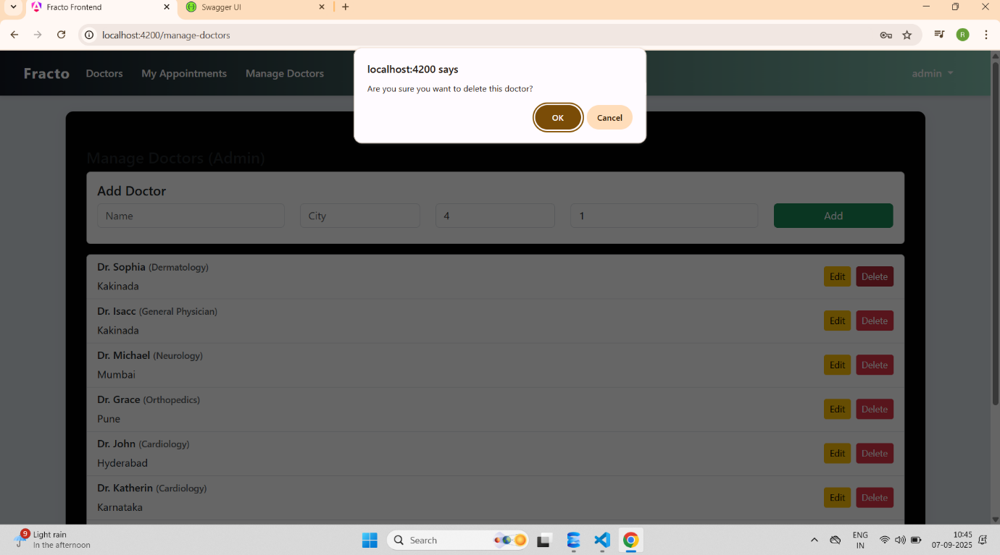 Fracto Frontend
Swagger UI
localhost:4200/manage-doctors
R
Fracto
Doctors
My Appointments
Manage Doctors
admin
localhost:4200 says
Are you sure you want to delete this doctor?
OK
Cancel
Manage Doctors (Admin)
Add Doctor
Name
City
4
1
Add
Dr. Sophia (Dermatology)
Kakinada
Edit
Delete
Dr. Isacc (General Physician)
Kakinada
Edit
Delete
Dr. Michael (Neurology)
Mumbai
Edit
Delete
Dr. Grace (Orthopedics)
Pune
Edit
Delete
Dr. John (Cardiology)
Hyderabad
Edit
Delete
Dr. Katherin (Cardiology)
Karnataka
Edit
Delete
9
Light rain
In the afternoon
Search
ENG
IN
10:45
07-09-2025